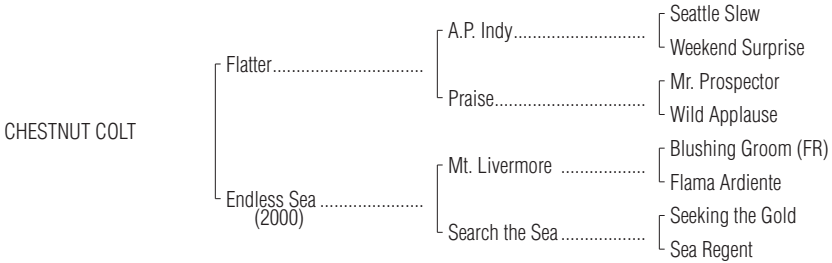 Seattle Slew
A.P. Indy..............................
Weekend Surprise
Flatter................................
Mr. Prospector
Praise..................................
Wild Applause
CHESTNUT COLT
Blushing Groom (FR)
Mt. Livermore ...................
Flama Ardiente
Endless Sea......................
(2000)
Seeking the Gold
Search the Sea...................
Sea Regent